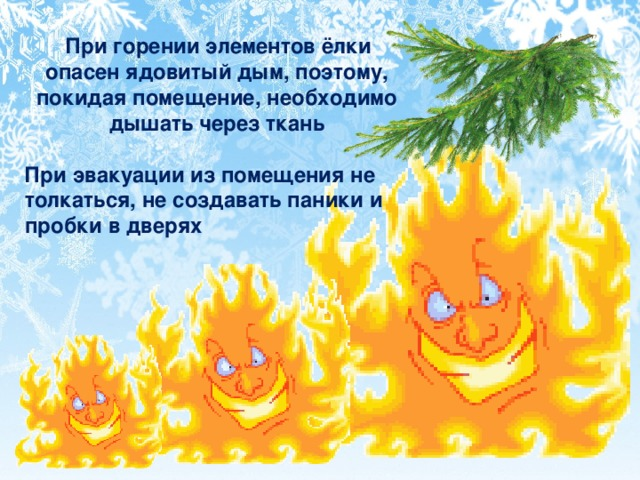 При горении элементов ёлки
опасен ядовитый дым, поэтому,
покидая помещение, необходимо
дышать через ткань
При эвакуации из помещения не
толкаться, не создавать паники и
пробки в дверях